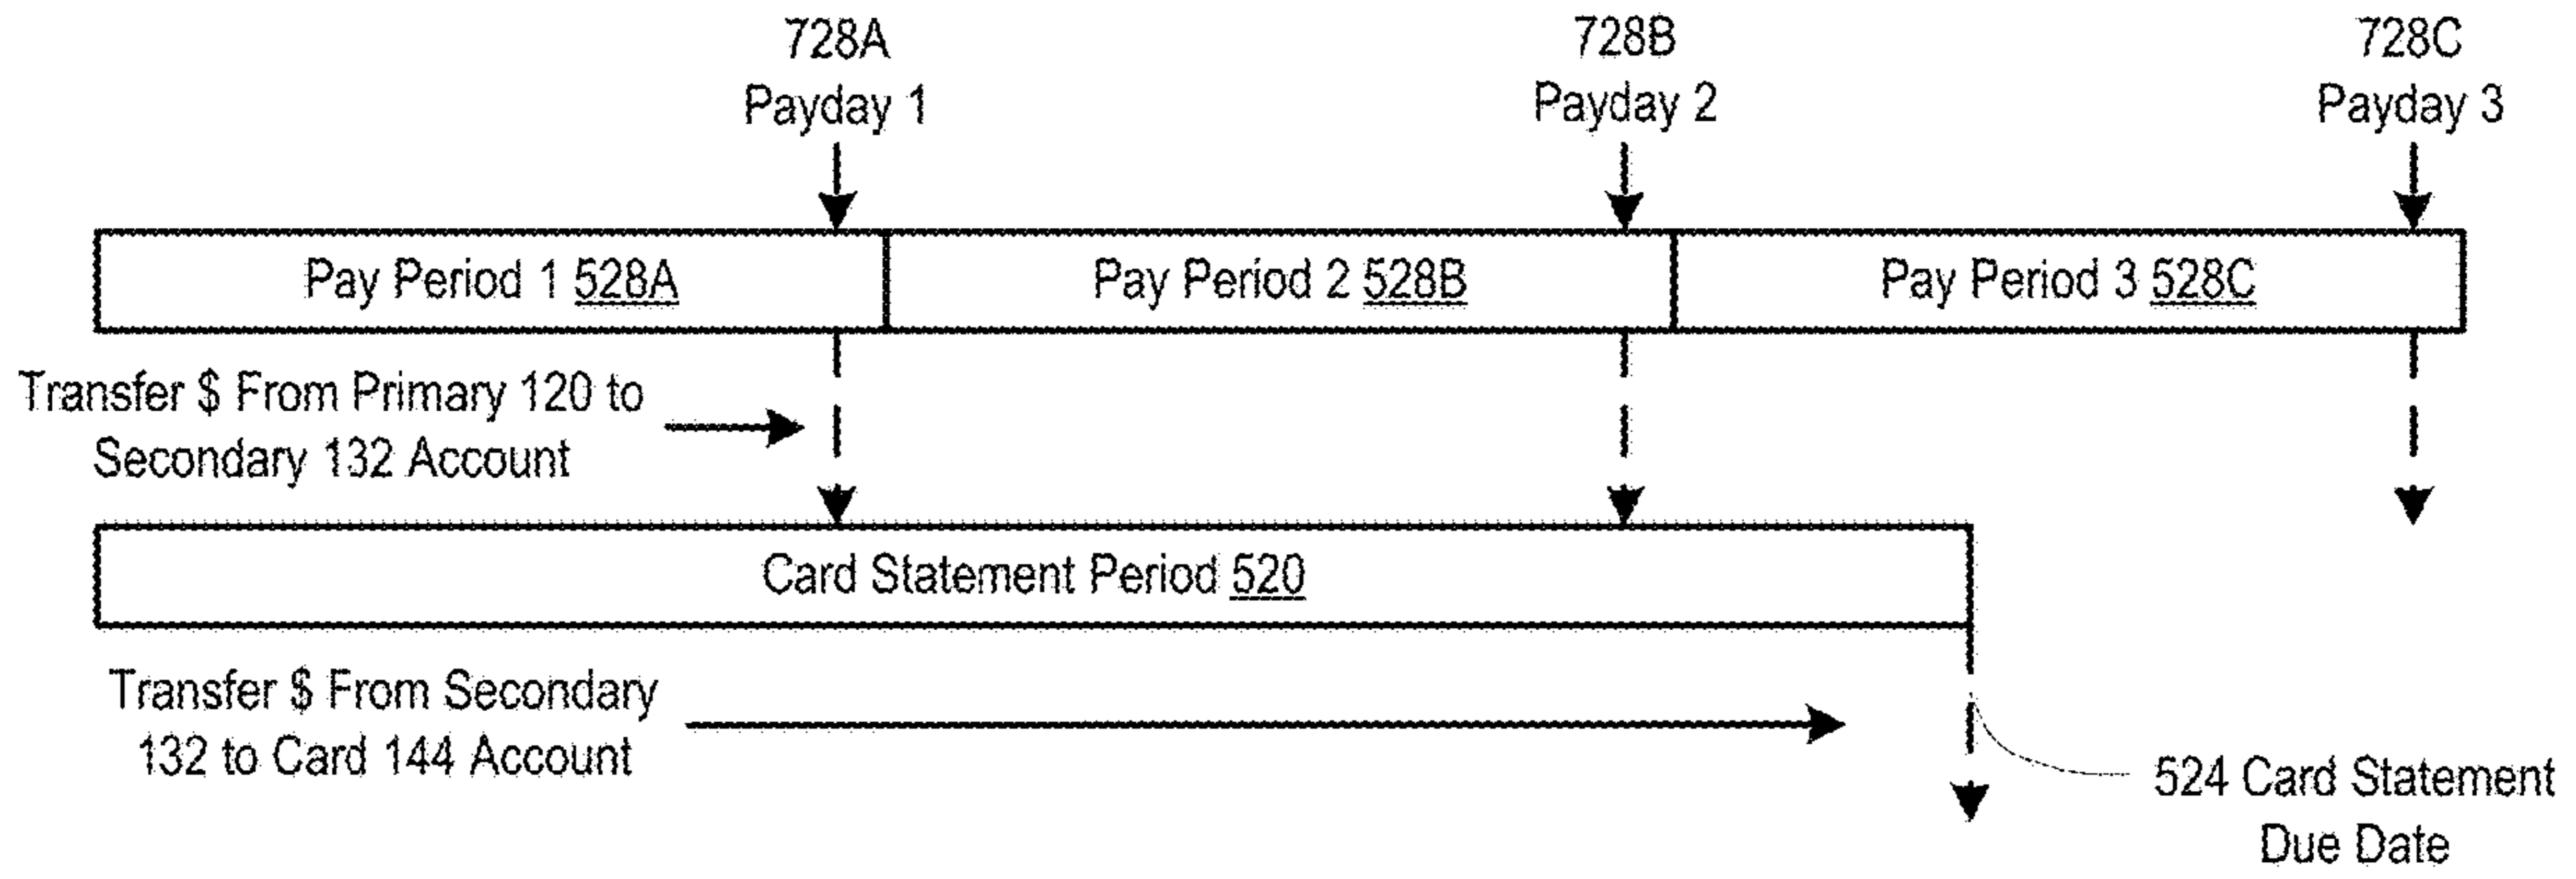 728A
Payday 1
728B
Payday 2
728C
Payday 3
Pay Period 1 528A
Pay Period 2 528B
Pay Period 3 528C
Transfer $ From Primary 120 to
Secondary 132 Account
Card Statement Period 520
Transfer $ From Secondary
132 to Card 144 Account
524 Card Statement
Due Date